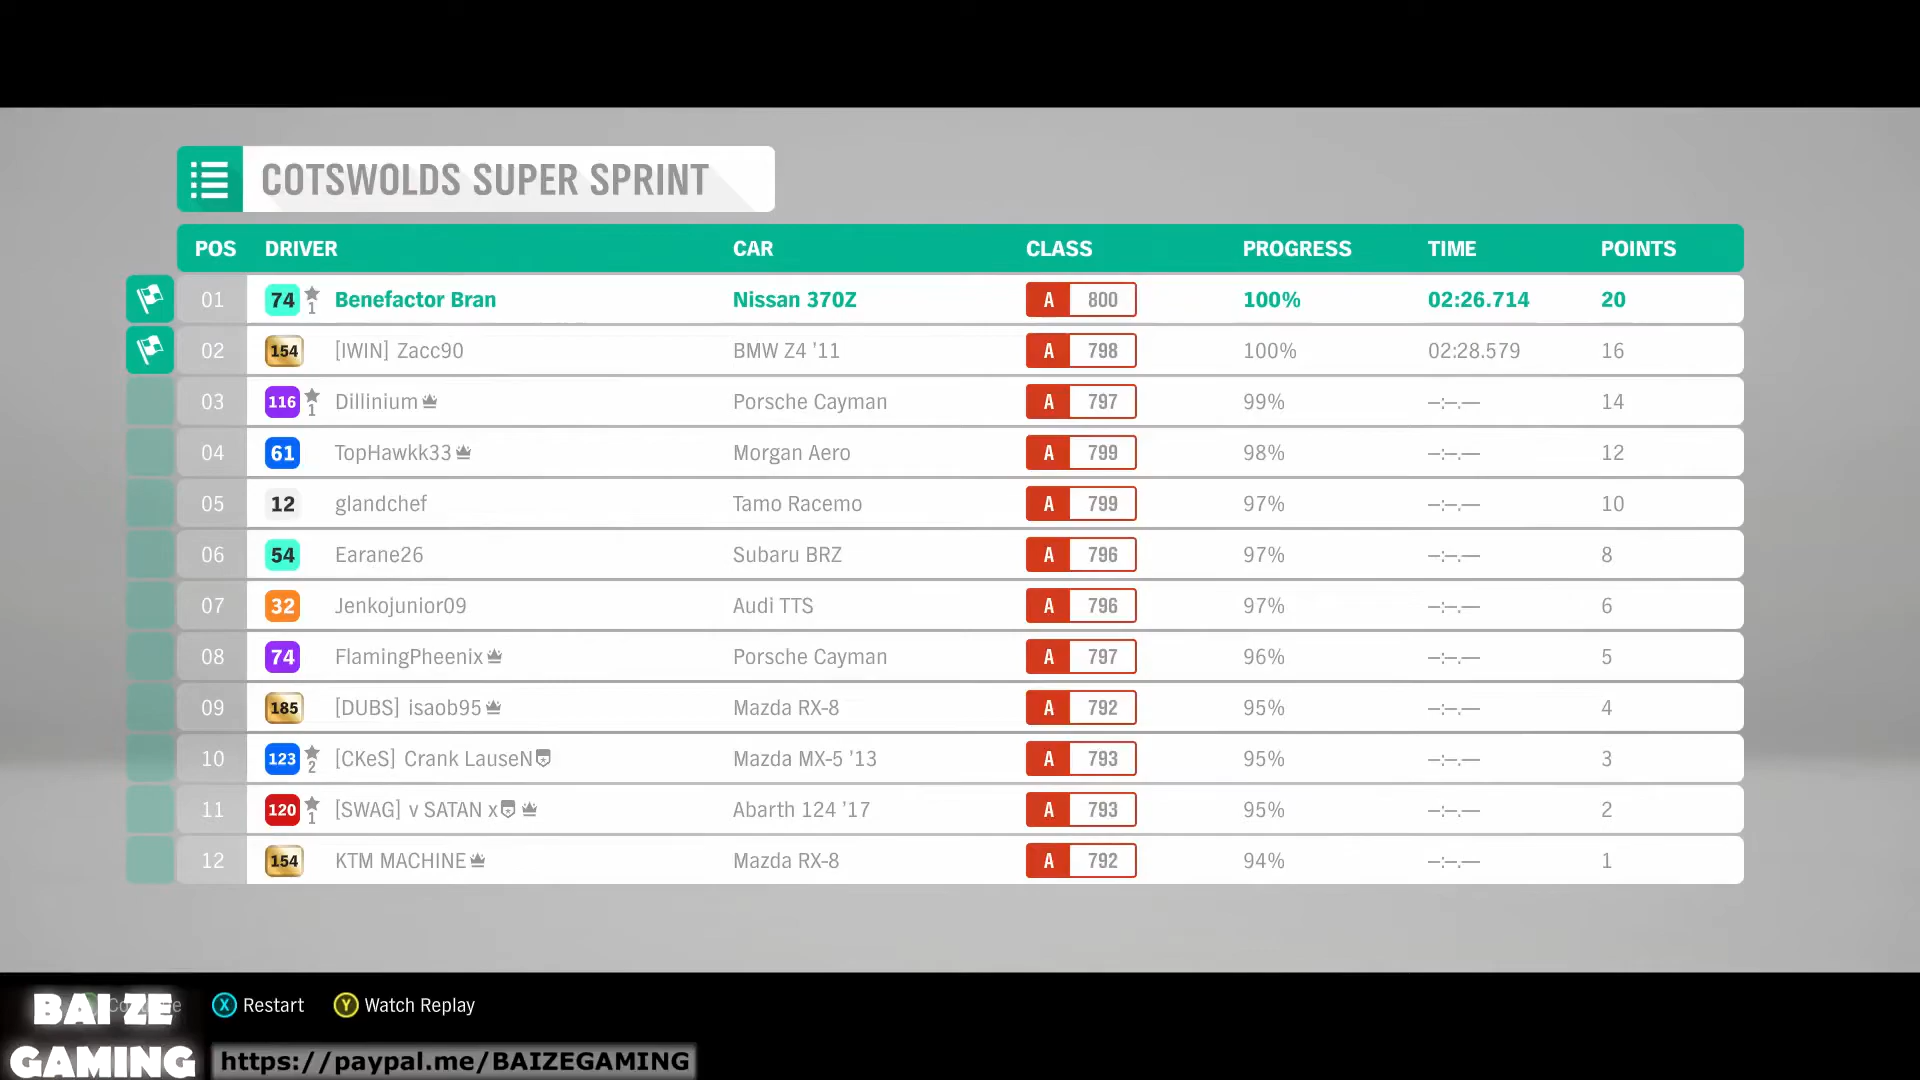 COTSWOLDS SUPER SPRINT
POS DRIVER CAR CLASS PROGRESS TIME POINTS
01 74 1 Benefactor Bran Nissan 370Z A 800 100% 02:26.714 20
02 154 [IWIN] Zacc90 BMW Z4 ’11 A 798 100% 02:28.579 16
03 116 1 Dillinium Porsche Cayman A 797 99% --:--.--- 14
04 61 TopHawkk33 Morgan Aero A 799 98% --:--.--- 12
05 12 glandchef Tamo Racemo A 799 97% --:--.--- 10
06 54 Earane26 Subaru BRZ A 796 97% --:--.--- 8
07 32 Jenkojunior09 Audi TTS A 796 97% --:--.--- 6
08 74 FlamingPheenix Porsche Cayman A 797 96% --:--.--- 5
09 185 [DUBS] isaob95 Mazda RX-8 A 792 95% --:--.--- 4
10 123 2 [CKeS] Crank LauseN Mazda MX-5 ’13 A 793 95% --:--.--- 3
11 120 1 [SWAG] v SATAN x Abarth 124 ’17 A 793 95% --:--.--- 2
12 154 KTM MACHINE Mazda RX-8 A 792 94% --:--.--- 1
X Restart Y Watch Replay
BAI ZE
GAMING
https://paypal.me/BAIZEGAMING